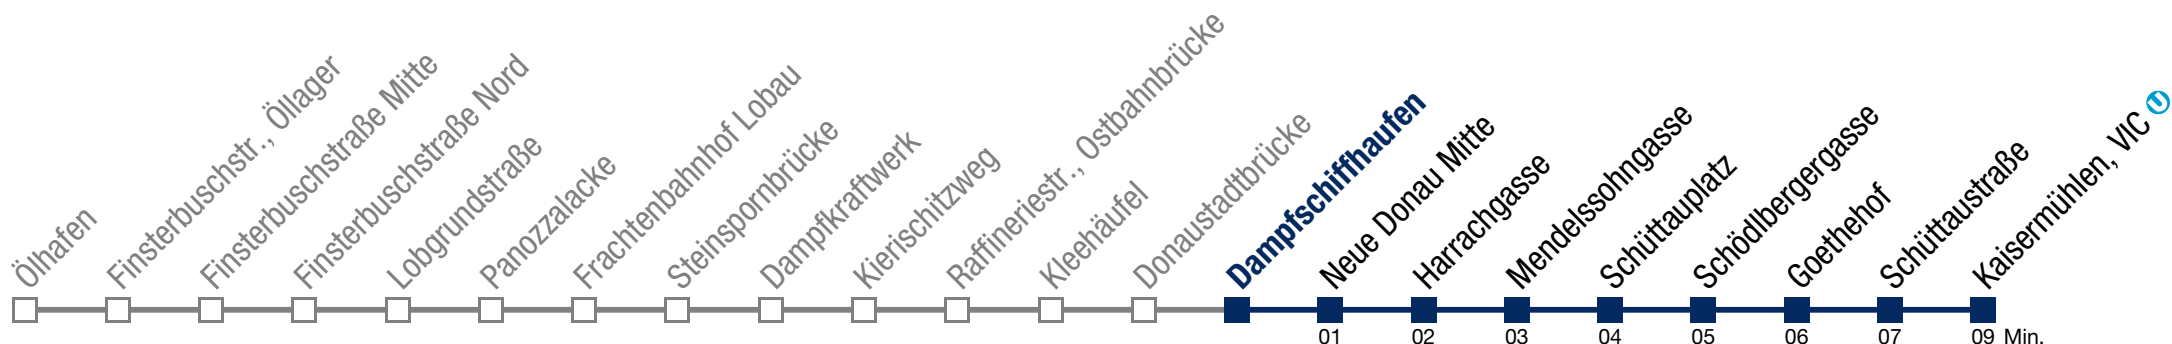 Ölhafen
Finsterbuschstr., Öllager
Finsterbuschstraße Mitte
Finsterbuschstraße Nord
Lobgrundstraße
Panozzalacke
Frachtenbahnhof Lobau
Steinspornbrücke
Dampfkraftwerk
Kierischitzweg
Raffineriestr., Ostbahnbrücke
Kleehäufel
Donaustadtbrücke
Dampfschiffhaufen
Neue Donau Mitte
Harrachgasse
Mendelssohngasse
Schüttauplatz
Schödlbergergasse
Goethehof
Schüttaustraße
Kaisermühlen, VIC U
01 02 03 04 05 06 07 09 Min.